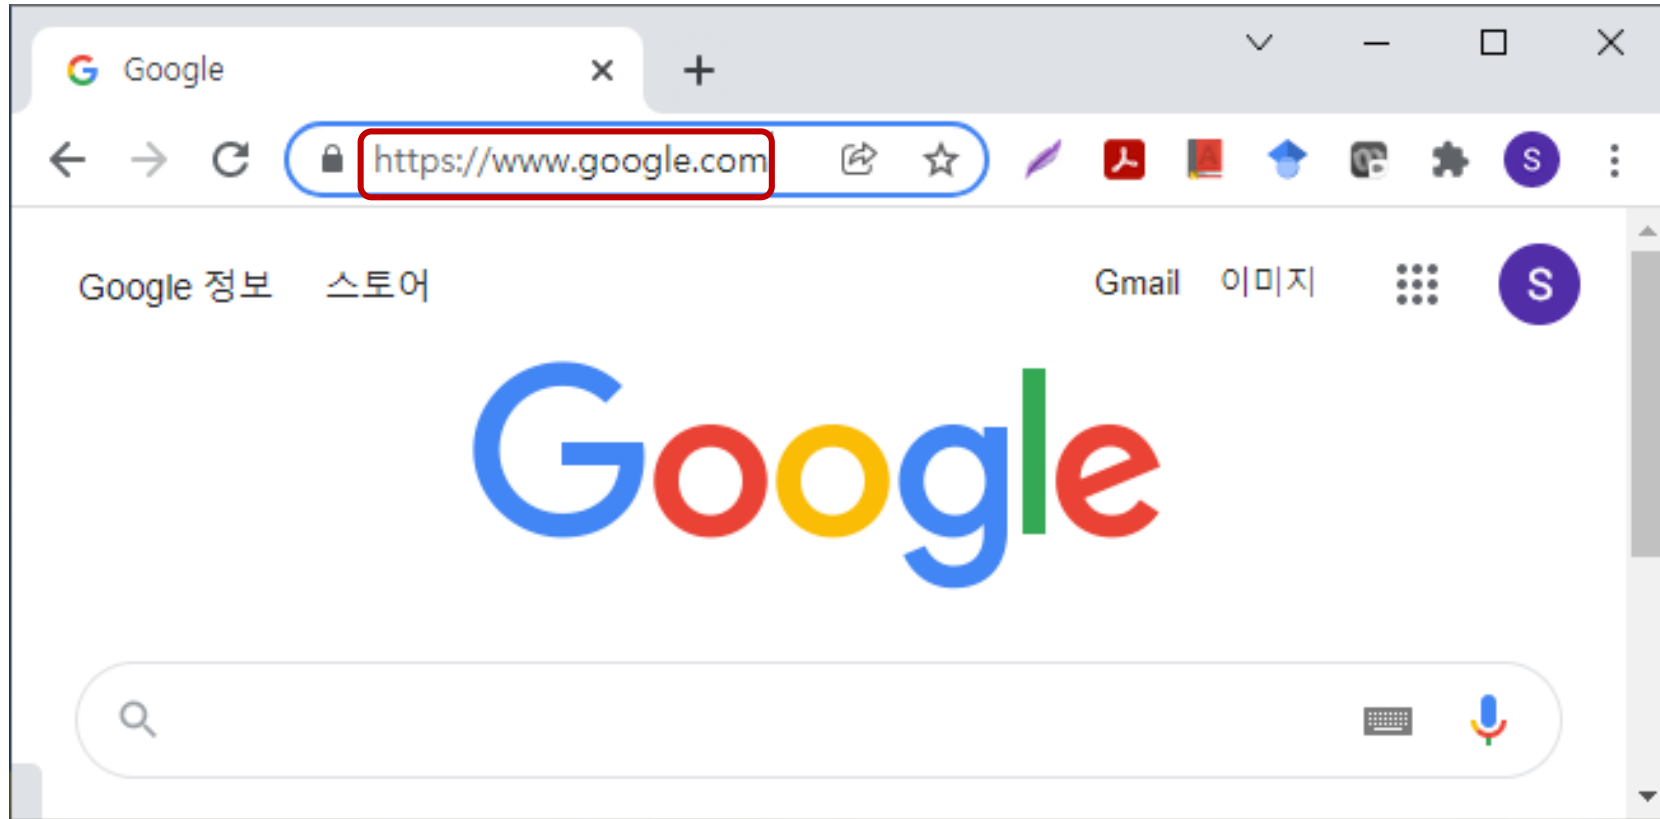 Google
https://www.google.com
S
Google 정보 스토어 Gmail 이미지 S
Google